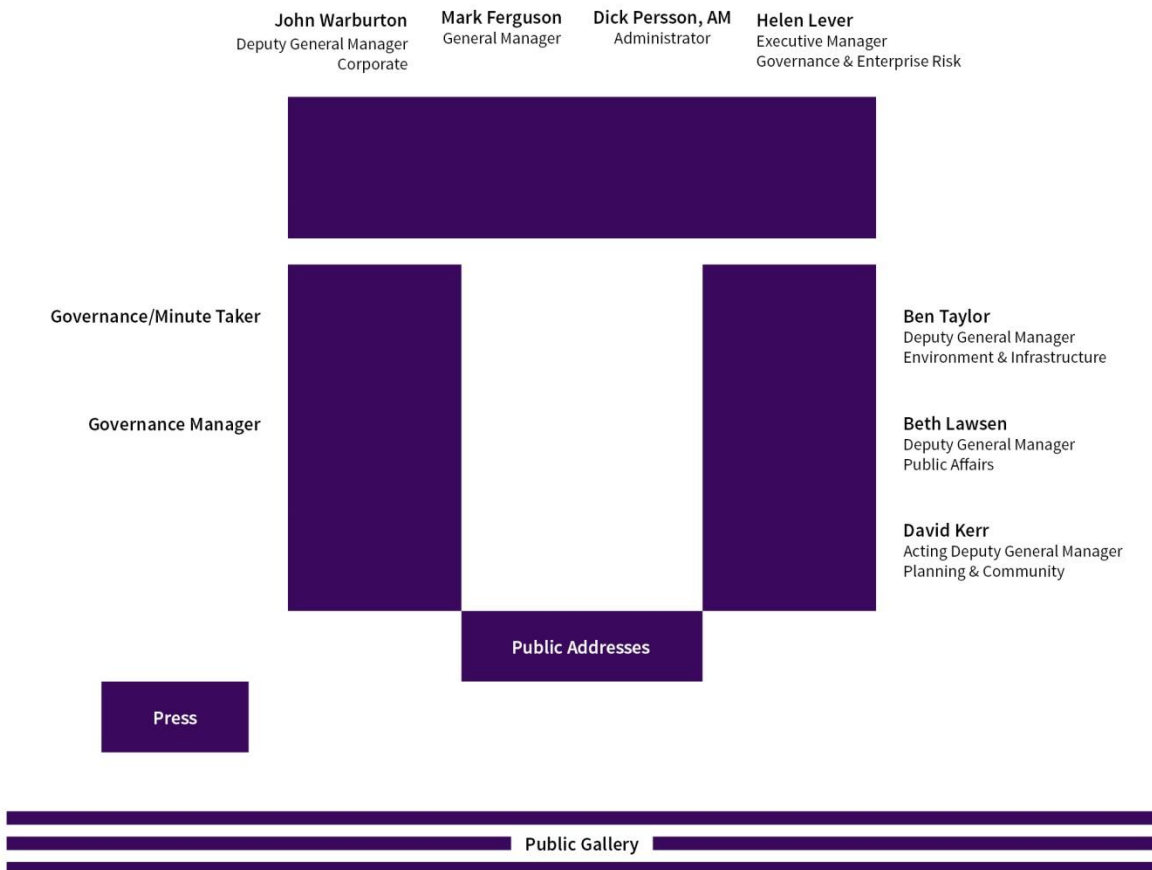 John Warburton
Deputy General Manager
Corporate
Mark Ferguson
General Manager
Dick Persson, AM
Administrator
Helen Lever
Executive Manager
Governance & Enterprise Risk
Governance/Minute Taker
Governance Manager
Ben Taylor
Deputy General Manager
Environment & Infrastructure
Beth Lawsen
Deputy General Manager
Public Affairs
David Kerr
Acting Deputy General Manager
Planning & Community
Public Addresses
Press
Public Gallery